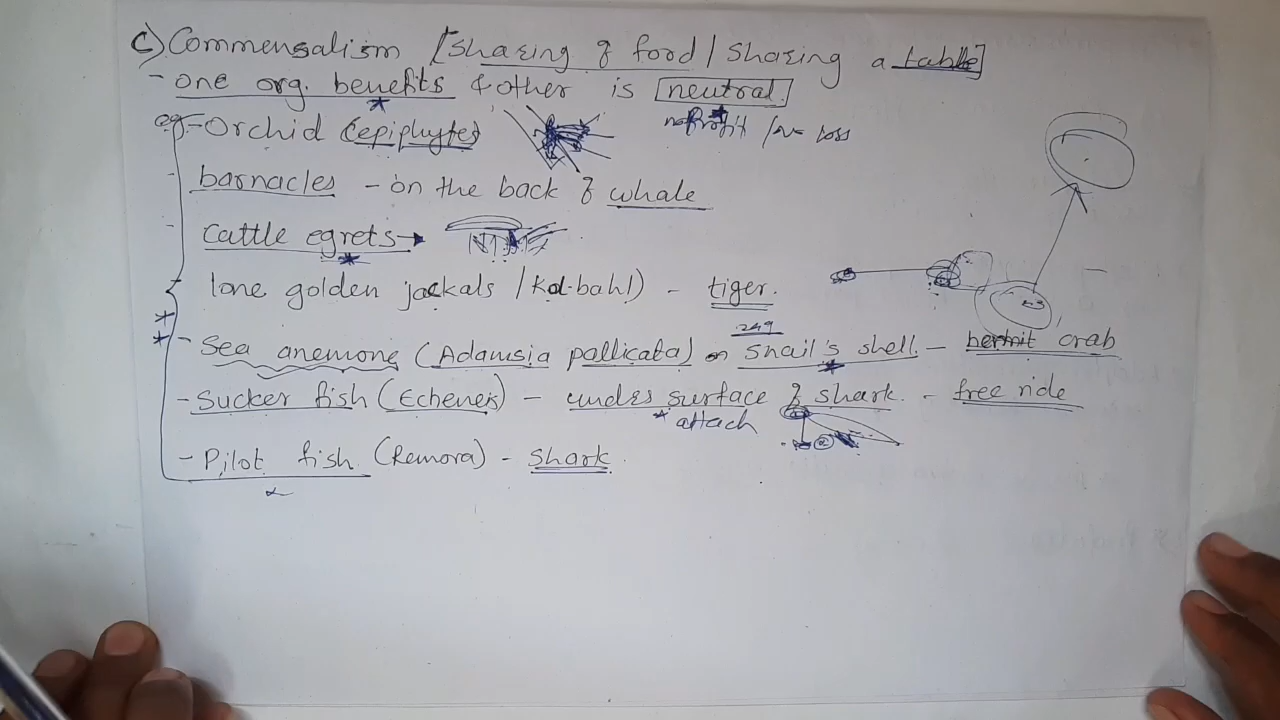 C) Commensalism [Sharing of food / Sharing a table]
- one org. benefits & other is neutral.
no profit / no loss
eg - Orchid (epiphyte)
- barnacles - on the back of whale
- Cattle egrets →
lone golden jackals / Kol-bahl) - tiger.
- Sea anemone (Adamsia pallicata) on Snail's shell - hermit crab
- Sucker fish (Echeneis) - under surface of shark. - free ride
* attach
- Pilot fish (Remora) - Shark.